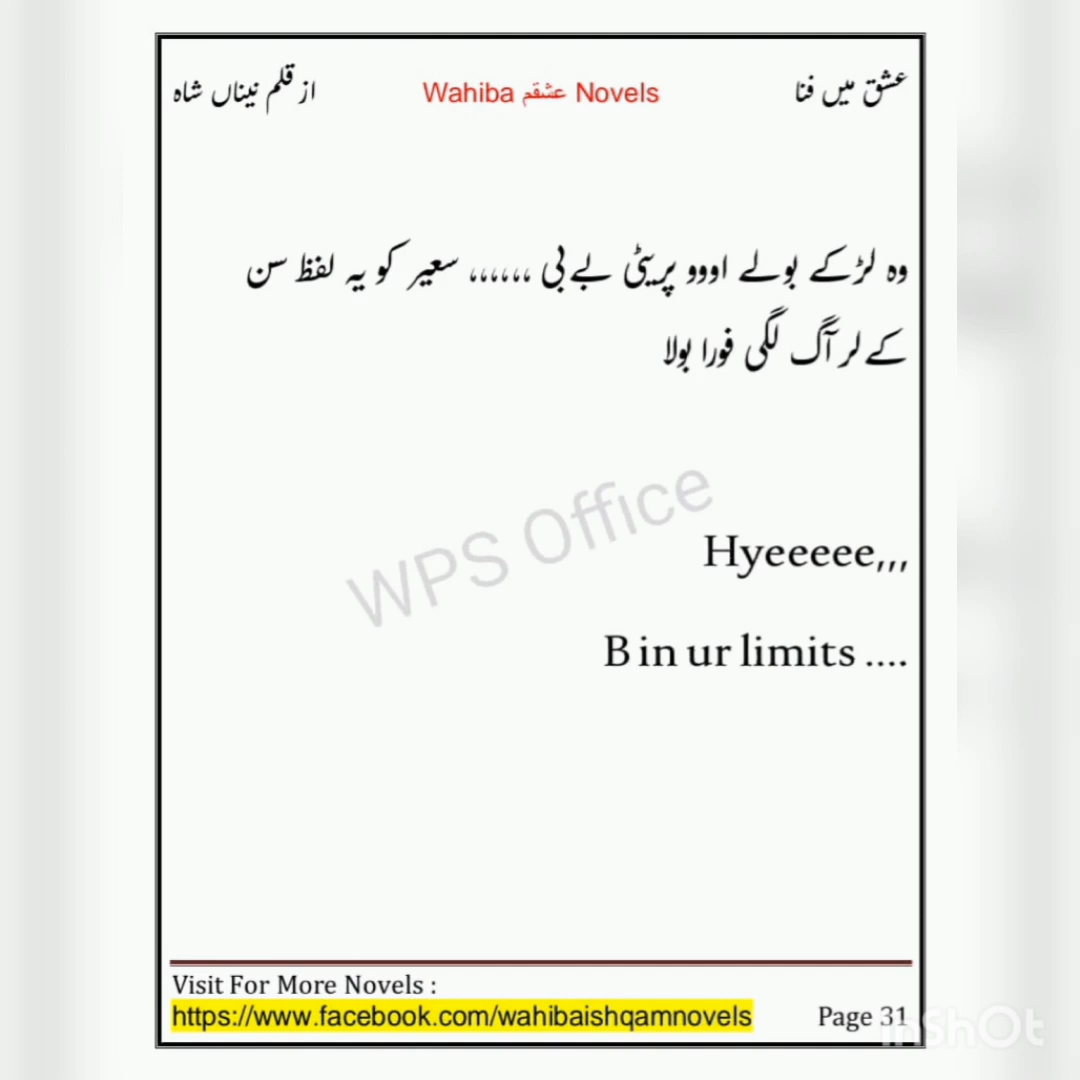 عشق میں فنا
Wahiba عشقم Novels
از قلم نیناں شاہ
وہ لڑکے بولے اووو پریٹی بےبی ،،،،،، سعیر کو یہ لفظ سن
کے لر آگ لگی فورا بولا
WPS Office
Hyeeeee,,,
B in ur limits ....
Visit For More Novels :
https://www.facebook.com/wahibaishqamnovels
Page 31
InShOt